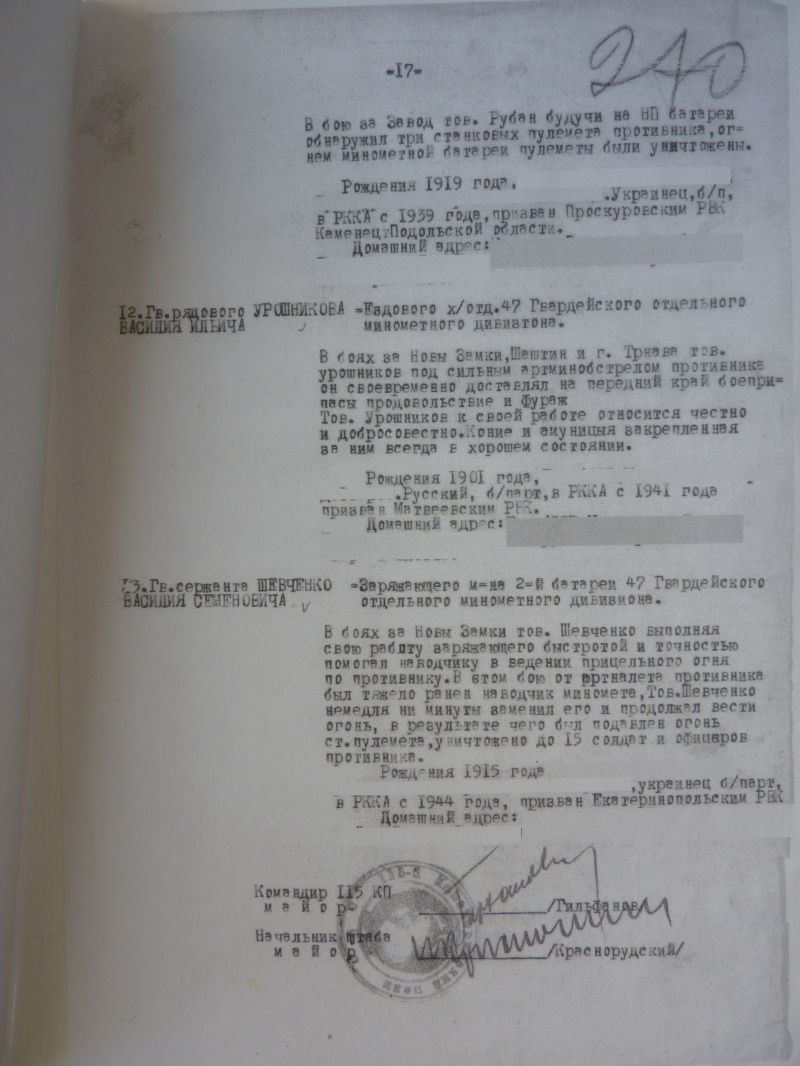 -17-
240
В бою за Завод тов. Рубан будучи на НП батареи
обнаружил три станковых пулемета противника,ог=
нем минометной батареи пулеметы были уничтожены.
Рождения 1919 года,
.Украинец,б/п,
в РККА с 1939 года,призван Проскуровским РВК
Каменец-Подольской области.
Домашний адрес:
12.Гв.рядового УРОШНИКОВА =Ездового х/отд.47 Гвардейского отдельного
ВАСИЛИЯ ИЛЬИЧА минометного дивизтона.
В боях за Новы Замки,Шаштин и г. Трнава тов.
урошников под сильным артминобстрелом противника
он своевременно доставлял на передний край боепри=
пасы продовольствие и фураж
Тов. Урошников к своей работе относится честно
и добросовестно.Коние и амуницыя закрепленная
за ним всегда в хорошем состоянии.
Рождения 1901 года,
.Русский, б/парт,в РККА с 1941 года
призван Матвеевским РВК.
Домашний адрес:
13.Гв.сержанта ШЕВЧЕНКО =Заряжающего м=на 2=й батареи 47 Гвардейского
ВАСИЛИЯ СЕМЕНОВИЧА отдельного минометного дивизиона.
В боях за Новы Замки тов. Шевченко выполняя
свою работу заряжающего быстротой и точностью
помогал наводчику в ведении прицельного огня
по противнику.В этом бою от артналета противника
был тяжело ранен наводчик миномета,Тов.Шевченко
немедля ни минуты заменил его и продолжал вести
огонь, в результате чего был подавлен огонь
ст.пулемета,уничтожено до 15 солдат и офицеров
противника.
Рождения 1915 года
,украинец б/парт,
в РККА с 1944 года, призван Екатеринопольским РВК
Домашний адрес:
Командир 115 КП
майор /Тилфанов
Начальник штаба
майор /Краснорудский/